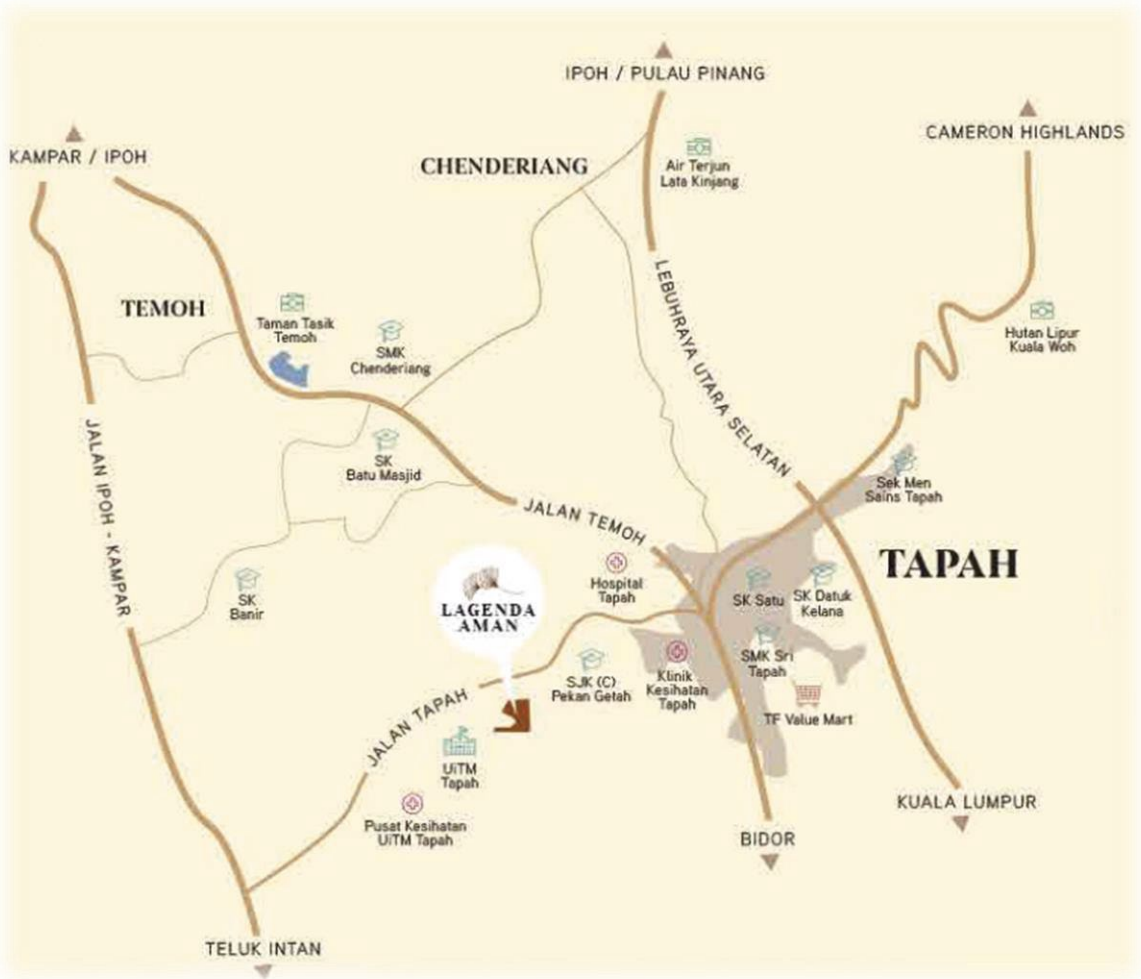 IPOH / PULAU PINANG
CAMERON HIGHLANDS
KAMPAR / IPOH
CHENDERIANG
Air Terjun
Lata Kinjang
TEMOH
Taman Tasik
Temoh
SMK
Chenderiang
LEBUHRAYA UTARA SELATAN
Hutan Lipur
Kuala Woh
JALAN IPOH - KAMPAR
SK
Batu Masjid
Sek Men
Sains Tapah
JALAN TEMOH
TAPAH
Hospital
Tapah
SK Satu
SK Datuk
Kelana
SK
Banir
LAGENDA
AMAN
SMK Sri
Tapah
SJK (C)
Pekan Getah
Klinik
Kesihatan
Tapah
TF Value Mart
JALAN TAPAH
UiTM
Tapah
Pusat Kesihatan
UiTM Tapah
KUALA LUMPUR
BIDOR
TELUK INTAN